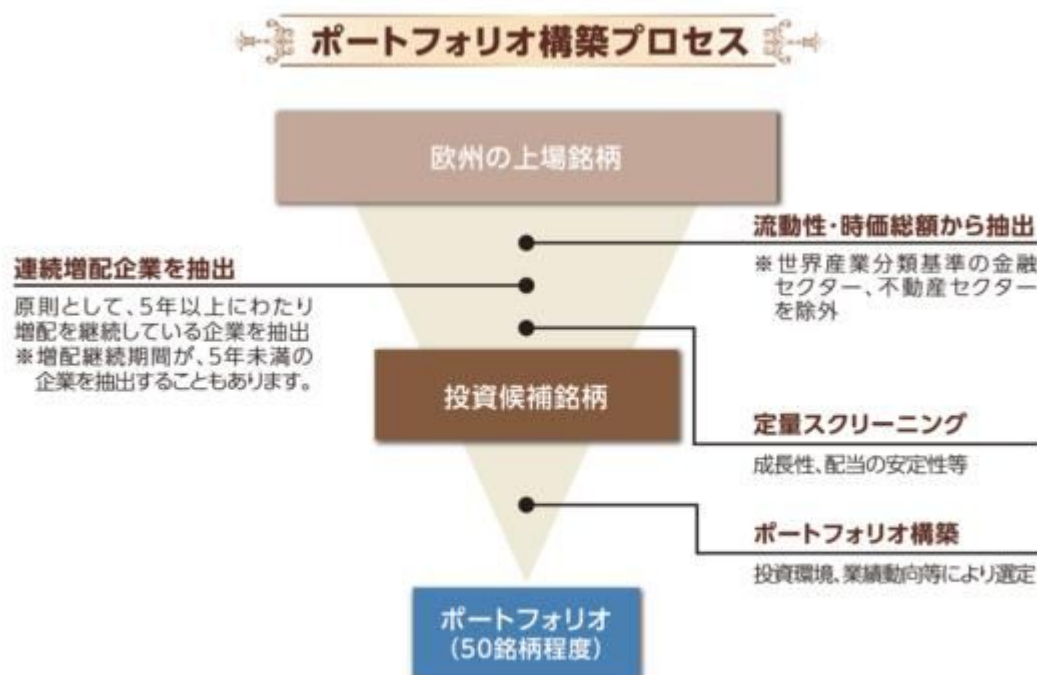 ポートフォリオ構築プロセス
欧州の上場銘柄
流動性・時価総額から抽出
※世界産業分類基準の金融
セクター、不動産セクター
を除外
連続増配企業を抽出
原則として、5年以上にわたり
増配を継続している企業を抽出
※増配継続期間が、5年未満の
企業を抽出することもあります。
投資候補銘柄
定量スクリーニング
成長性、配当の安定性等
ポートフォリオ構築
投資環境、業績動向等により選定
ポートフォリオ
(50銘柄程度)